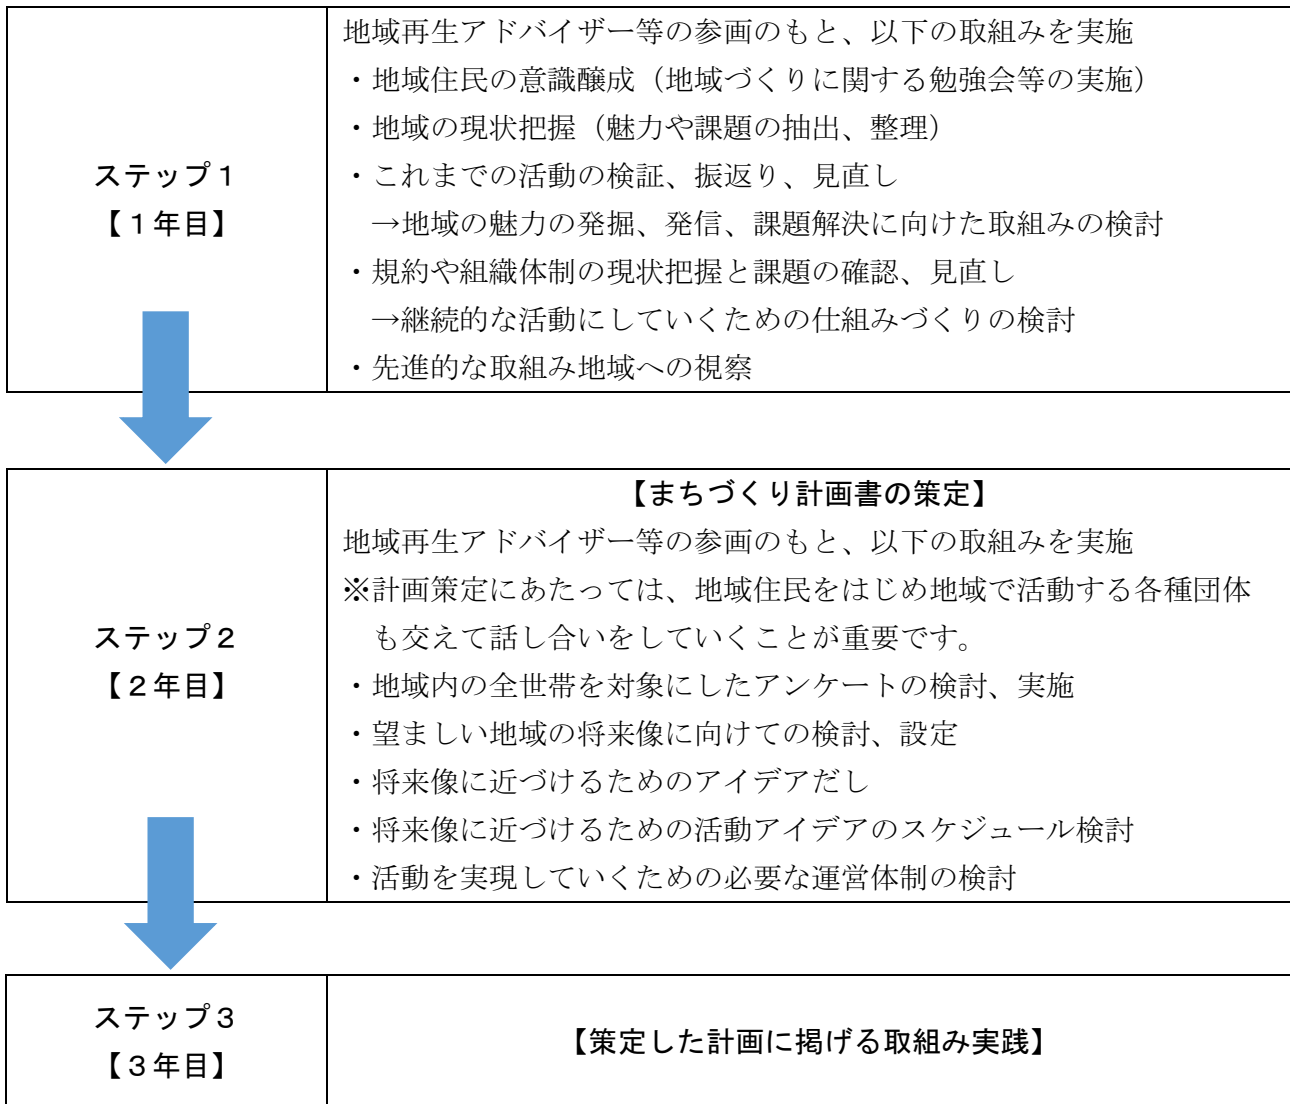 ステップ１
【１年目】
地域再生アドバイザー等の参画のもと、以下の取組みを実施
・地域住民の意識醸成（地域づくりに関する勉強会等の実施）
・地域の現状把握（魅力や課題の抽出、整理）
・これまでの活動の検証、振返り、見直し
→地域の魅力の発掘、発信、課題解決に向けた取組みの検討
・規約や組織体制の現状把握と課題の確認、見直し
→継続的な活動にしていくための仕組みづくりの検討
・先進的な取組み地域への視察
ステップ２
【２年目】
【まちづくり計画書の策定】
地域再生アドバイザー等の参画のもと、以下の取組みを実施
※計画策定にあたっては、地域住民をはじめ地域で活動する各種団体
も交えて話し合いをしていくことが重要です。
・地域内の全世帯を対象にしたアンケートの検討、実施
・望ましい地域の将来像に向けての検討、設定
・将来像に近づけるためのアイデアだし
・将来像に近づけるための活動アイデアのスケジュール検討
・活動を実現していくための必要な運営体制の検討
ステップ３
【３年目】
【策定した計画に掲げる取組み実践】